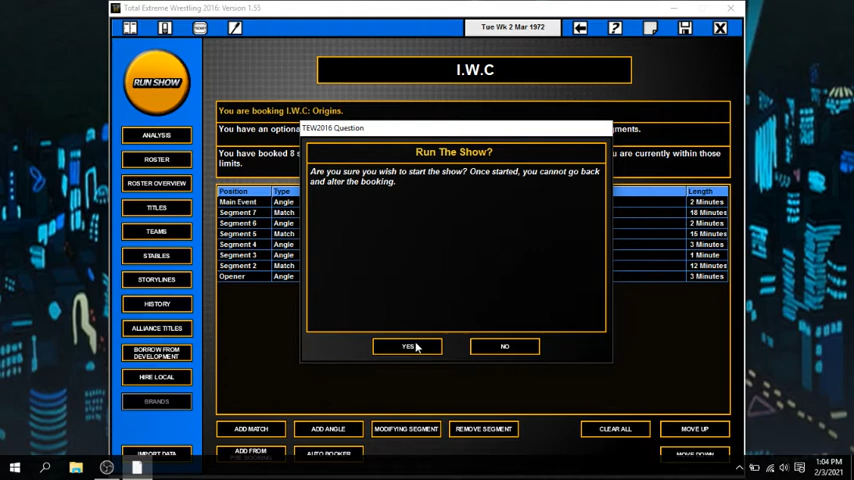 Total Extreme Wrestling 2016: Version 1.55
Tue Wk 2 Mar 1972
RUN SHOW
I.W.C
You are booking I.W.C: Origins.
You have an optiona
ments.
You have booked 8 s
u are currently within those
limits.
TEW2016 Question
Run The Show?
Are you sure you wish to start the show? Once started, you cannot go back
and alter the booking.
YES
NO
ANALYSIS
ROSTER
ROSTER OVERVIEW
TITLES
TEAMS
STABLES
STORYLINES
HISTORY
ALLIANCE TITLES
BORROW FROM
DEVELOPMENT
HIRE LOCAL
BRANDS
IMPORT DATA
Position Type Length
Main Event Angle 2 Minutes
Segment 7 Match 18 Minutes
Segment 6 Angle 2 Minutes
Segment 5 Match 15 Minutes
Segment 4 Angle 3 Minutes
Segment 3 Angle 1 Minute
Segment 2 Match 12 Minutes
Opener Angle 3 Minutes
ADD MATCH
ADD ANGLE
MODIFYING SEGMENT
REMOVE SEGMENT
CLEAR ALL
MOVE UP
ADD FROM
PRE-BOOKING
AUTO BOOKER
MOVE DOWN
1:04 PM
2/3/2021